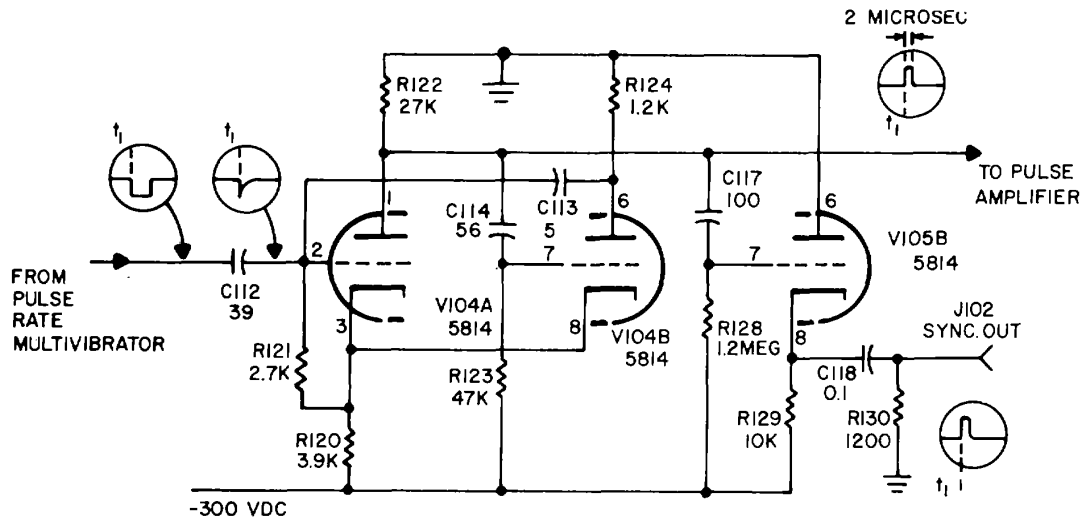 2 MICROSEC
t1
R122
27K
R124
1.2K
t1
t1
TO PULSE
AMPLIFIER
1
6
6
C117
100
C114
56
C113
5
2
7
7
V105B
5814
FROM
PULSE
RATE
MULTIVIBRATOR
C112
39
3
V104A
5814
8
V104B
5814
R128
1.2MEG
8
J102
SYNC. OUT
R121
2.7K
R123
47K
C118
0.1
R120
3.9K
R129
10K
R130
1200
t1
-300 VDC